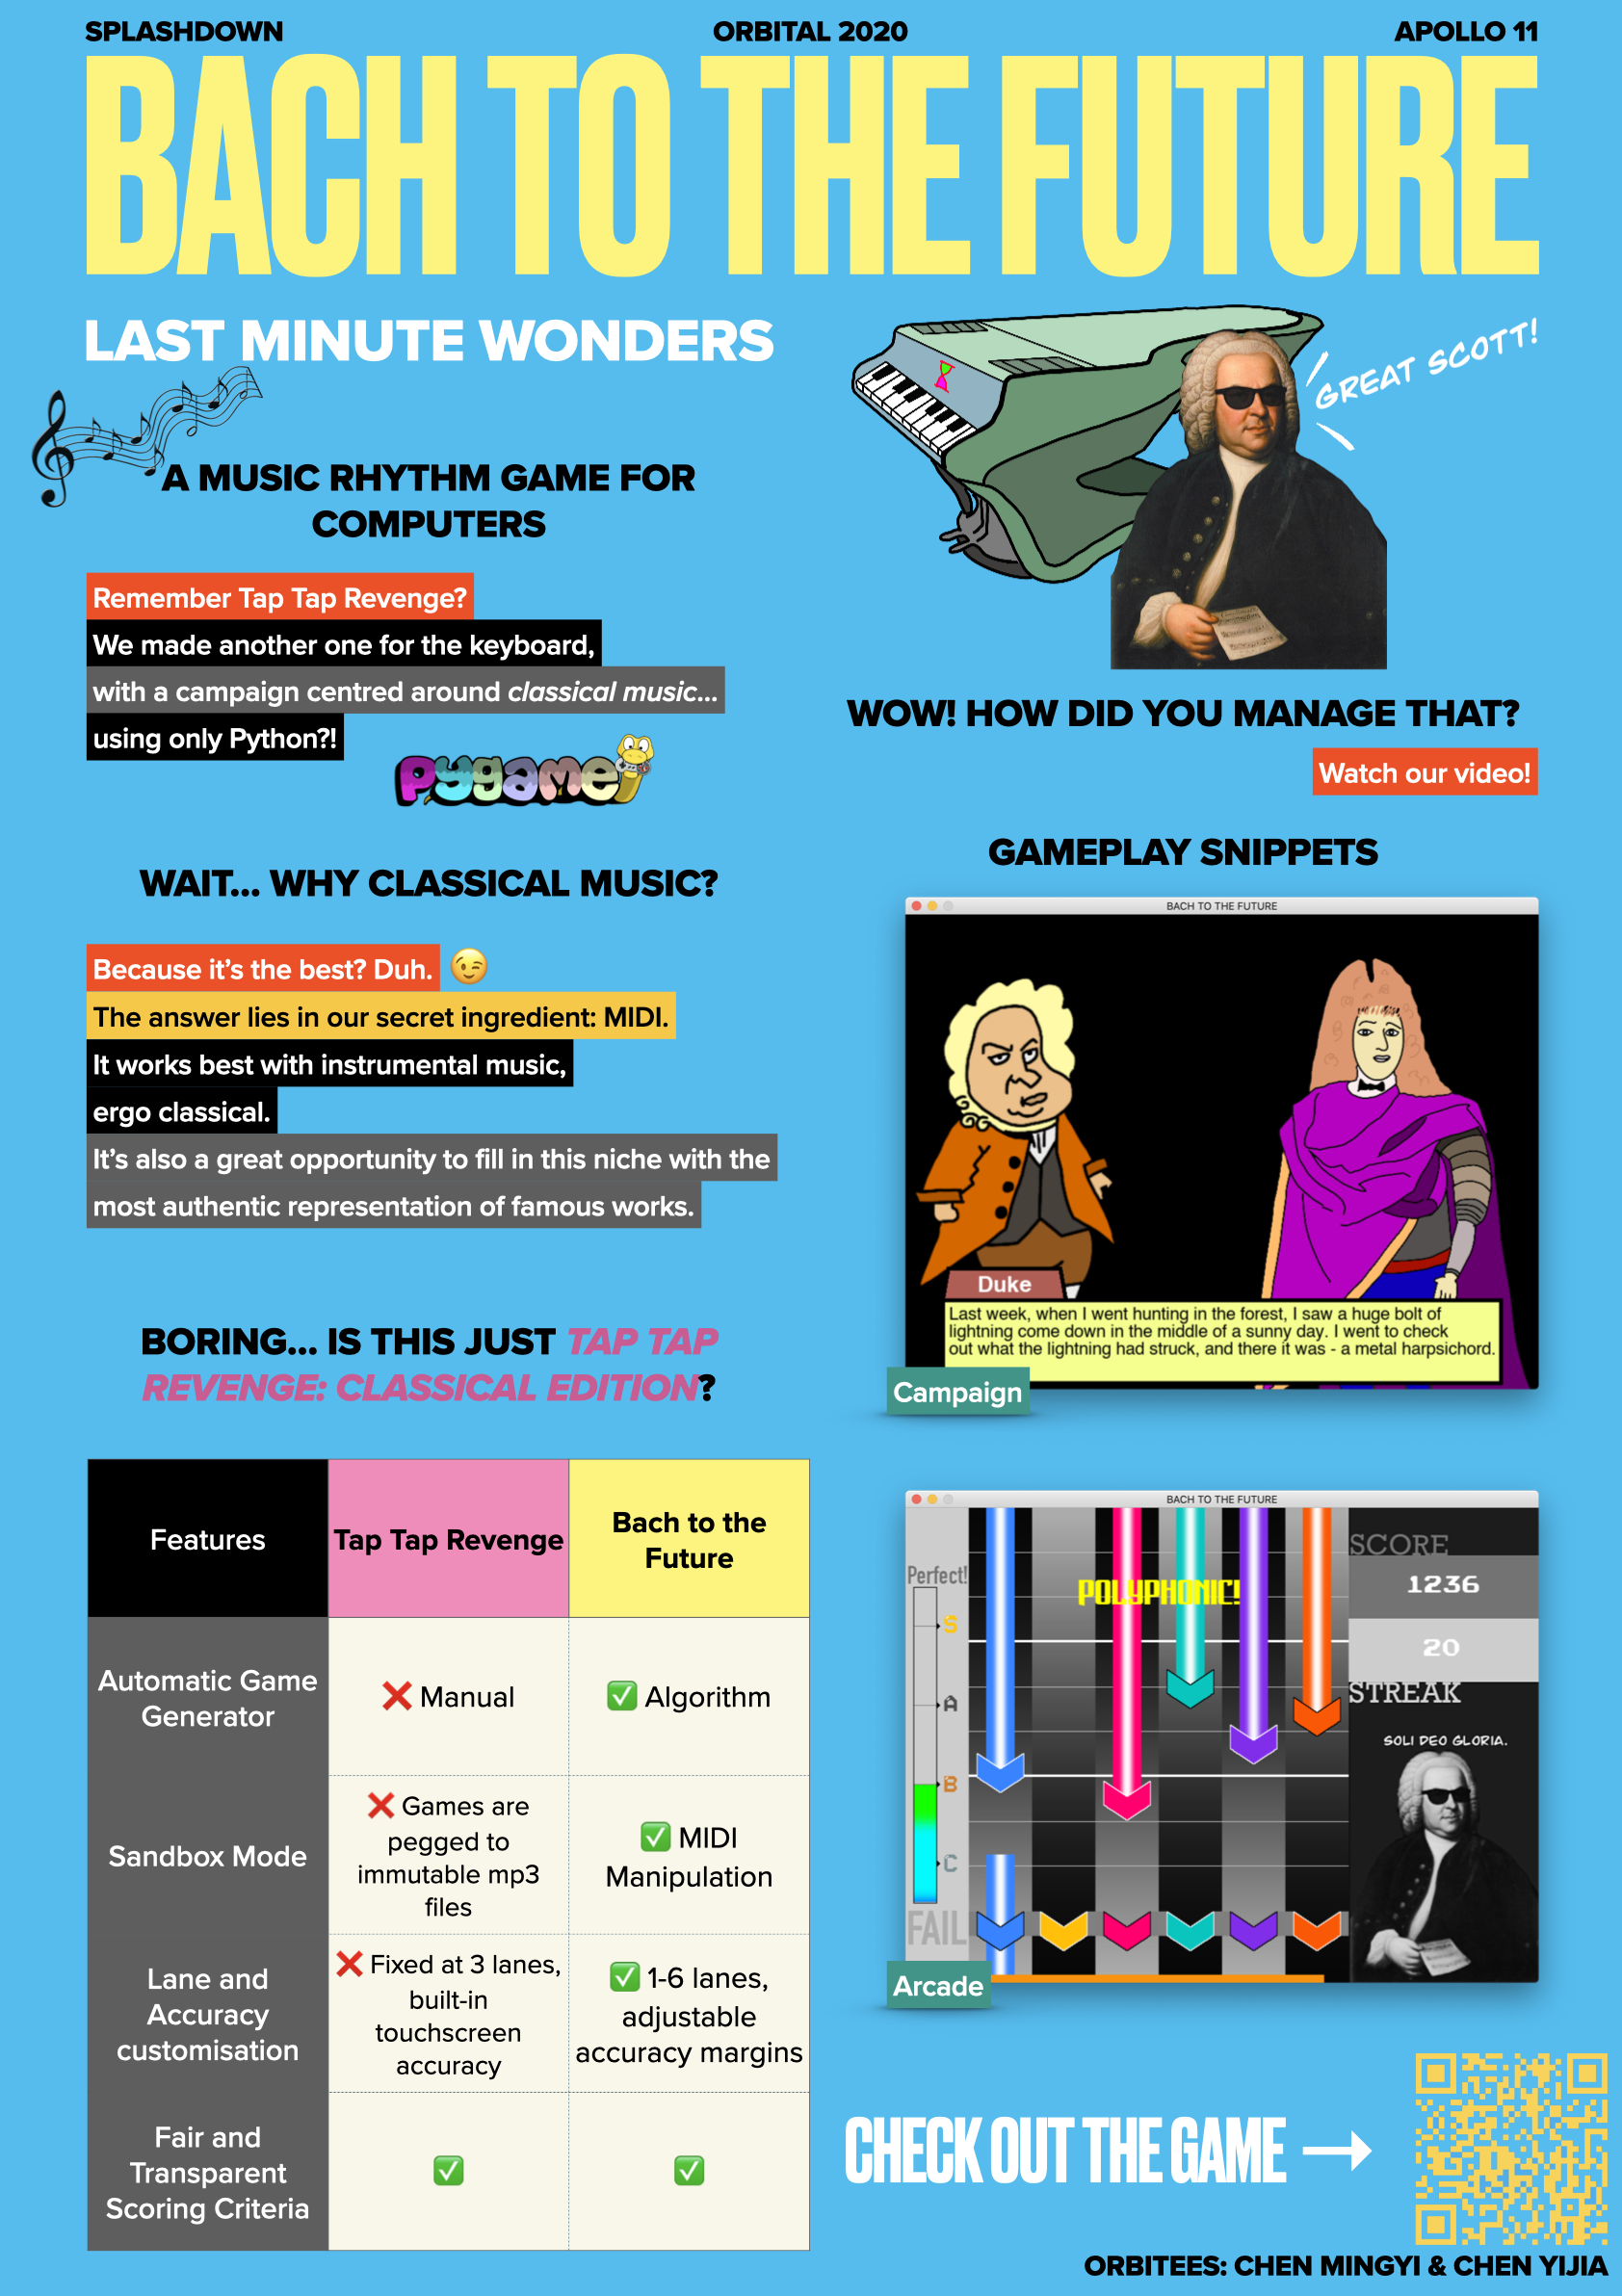 SPLASHDOWN
ORBITAL 2020
APOLLO 11
BACH TO THE FUTURE
LAST MINUTE WONDERS
GREAT SCOTT!
A MUSIC RHYTHM GAME FOR
COMPUTERS
Remember Tap Tap Revenge?
We made another one for the keyboard,
with a campaign centred around classical music...
using only Python?!
pygame
WAIT... WHY CLASSICAL MUSIC?
Because it's the best? Duh. 😉
The answer lies in our secret ingredient: MIDI.
It works best with instrumental music,
ergo classical.
It's also a great opportunity to fill in this niche with the
most authentic representation of famous works.
BORING... IS THIS JUST TAP TAP
REVENGE: CLASSICAL EDITION?
Features
Tap Tap Revenge
Bach to the
Future
Automatic Game
Generator
❌ Manual
✅ Algorithm
Sandbox Mode
❌ Games are
pegged to
immutable mp3
files
✅ MIDI
Manipulation
Lane and
Accuracy
customisation
❌ Fixed at 3 lanes,
built-in
touchscreen
accuracy
✅ 1-6 lanes,
adjustable
accuracy margins
Fair and
Transparent
Scoring Criteria
✅
✅
WOW! HOW DID YOU MANAGE THAT?
Watch our video!
GAMEPLAY SNIPPETS
BACH TO THE FUTURE
Duke
Last week, when I went hunting in the forest, I saw a huge bolt of
lightning come down in the middle of a sunny day. I went to check
out what the lightning had struck, and there it was - a metal harpsichord.
Campaign
BACH TO THE FUTURE
Perfect!
S
A
B
C
FAIL
POLYPHONIC!
SCORE
1236
20
STREAK
SOLI DEO GLORIA.
Arcade
CHECK OUT THE GAME →
ORBITEES: CHEN MINGYI & CHEN YIJIA